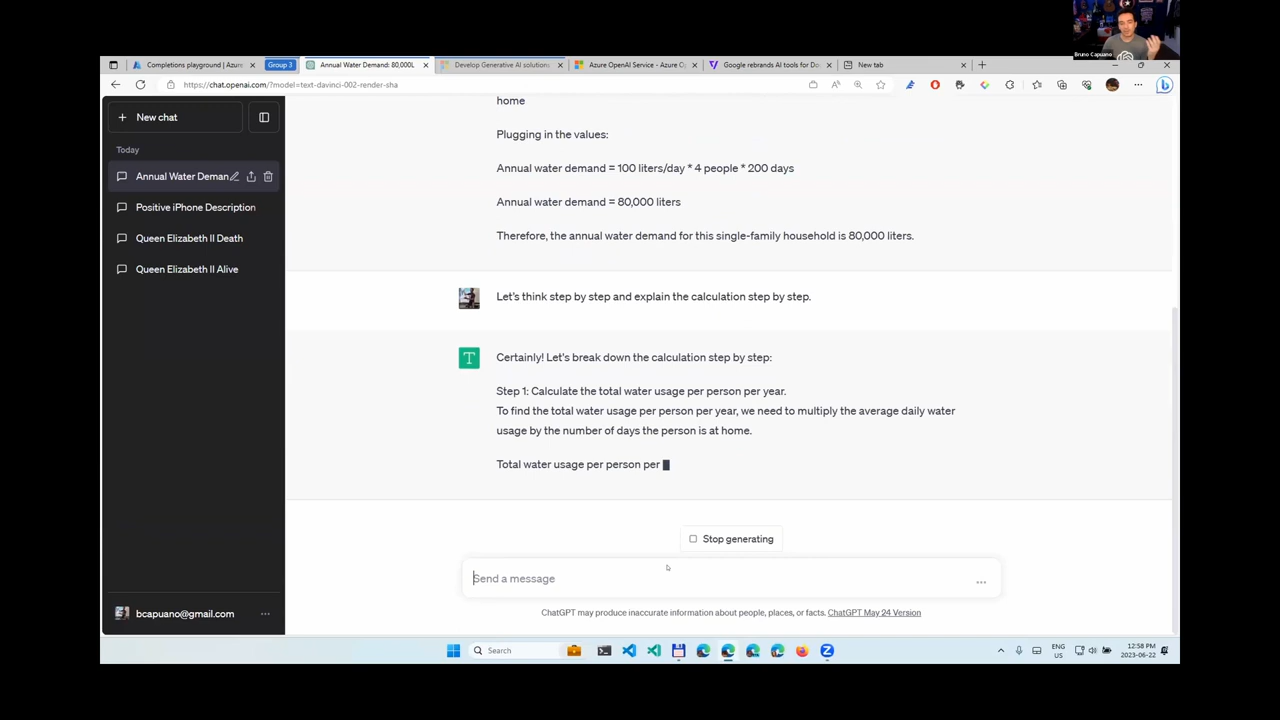 Bruno Capuano
Completions playground | Azure
Group 3
Annual Water Demand: 80,000L
Develop Generative AI solutions
Azure OpenAI Service - Azure Op
Google rebrands AI tools for Do
New tab
https://chat.openai.com/?model=text-davinci-002-render-sha
New chat
Today
Annual Water Deman
Positive iPhone Description
Queen Elizabeth II Death
Queen Elizabeth II Alive
bcapuano@gmail.com
home
Plugging in the values:
Annual water demand = 100 liters/day * 4 people * 200 days
Annual water demand = 80,000 liters
Therefore, the annual water demand for this single-family household is 80,000 liters.
Let's think step by step and explain the calculation step by step.
Certainly! Let's break down the calculation step by step:
Step 1: Calculate the total water usage per person per year.
To find the total water usage per person per year, we need to multiply the average daily water
usage by the number of days the person is at home.
Total water usage per person per
Stop generating
Send a message
ChatGPT may produce inaccurate information about people, places, or facts. ChatGPT May 24 Version
Search
ENG
US
12:58 PM
2023-06-22